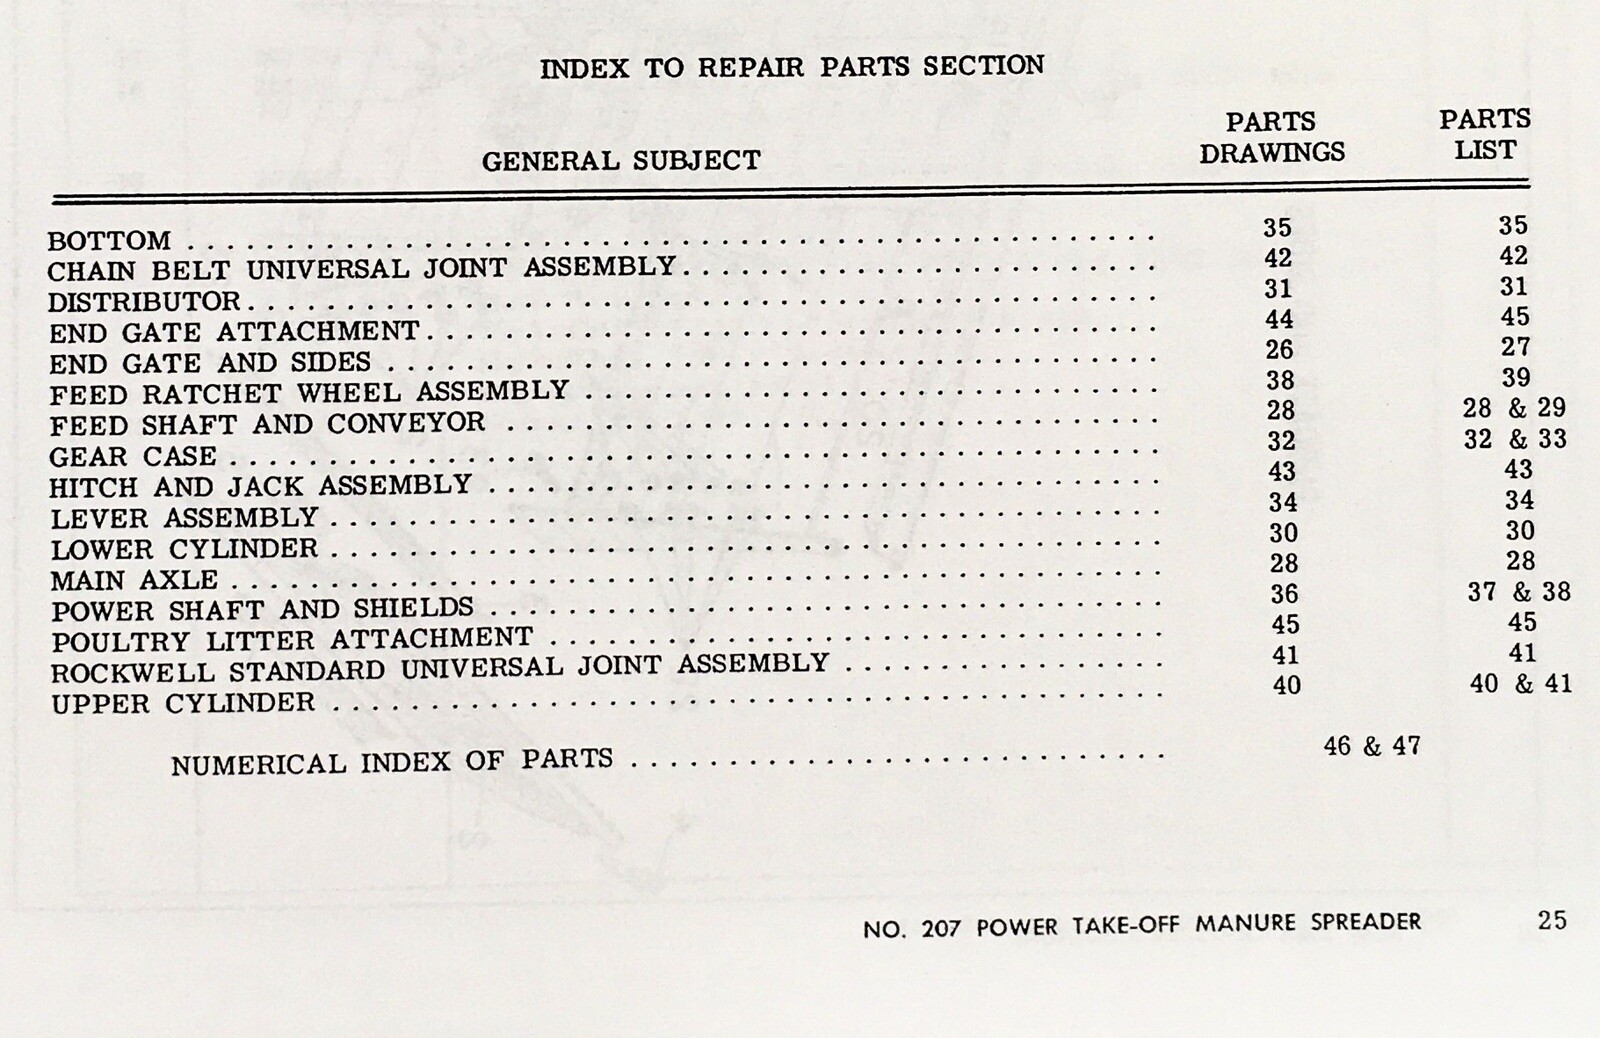 INDEX TO REPAIR PARTS SECTION
GENERAL SUBJECT PARTS DRAWINGS PARTS LIST
BOTTOM . . . . . . . . . . 35 35
CHAIN BELT UNIVERSAL JOINT ASSEMBLY. . . . . . . . . . 42 42
DISTRIBUTOR. . . . . . . . . . 31 31
END GATE ATTACHMENT. . . . . . . . . . 44 45
END GATE AND SIDES . . . . . . . . . . 26 27
FEED RATCHET WHEEL ASSEMBLY . . . . . . . . . . 38 39
FEED SHAFT AND CONVEYOR . . . . . . . . . . 28 28 & 29
GEAR CASE . . . . . . . . . . 32 32 & 33
HITCH AND JACK ASSEMBLY . . . . . . . . . . 43 43
LEVER ASSEMBLY . . . . . . . . . . 34 34
LOWER CYLINDER . . . . . . . . . . 30 30
MAIN AXLE . . . . . . . . . . 28 28
POWER SHAFT AND SHIELDS . . . . . . . . . . 36 37 & 38
POULTRY LITTER ATTACHMENT . . . . . . . . . . 45 45
ROCKWELL STANDARD UNIVERSAL JOINT ASSEMBLY . . . . . . . . . . 41 41
UPPER CYLINDER . . . . . . . . . . 40 40 & 41
NUMERICAL INDEX OF PARTS . . . . . . . . . . 46 & 47
NO. 207 POWER TAKE-OFF MANURE SPREADER 25